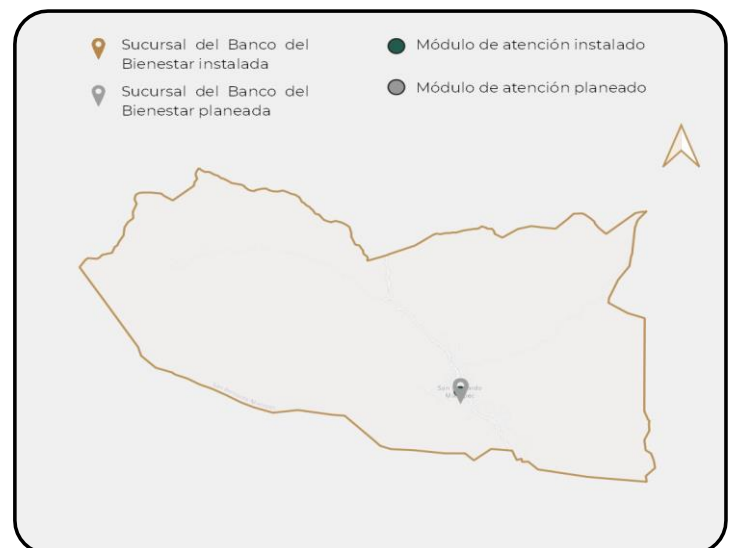 Sucursal del Banco del
Bienestar instalada
Sucursal del Banco del
Bienestar planeada
Módulo de atención instalado
Módulo de atención planeado
San